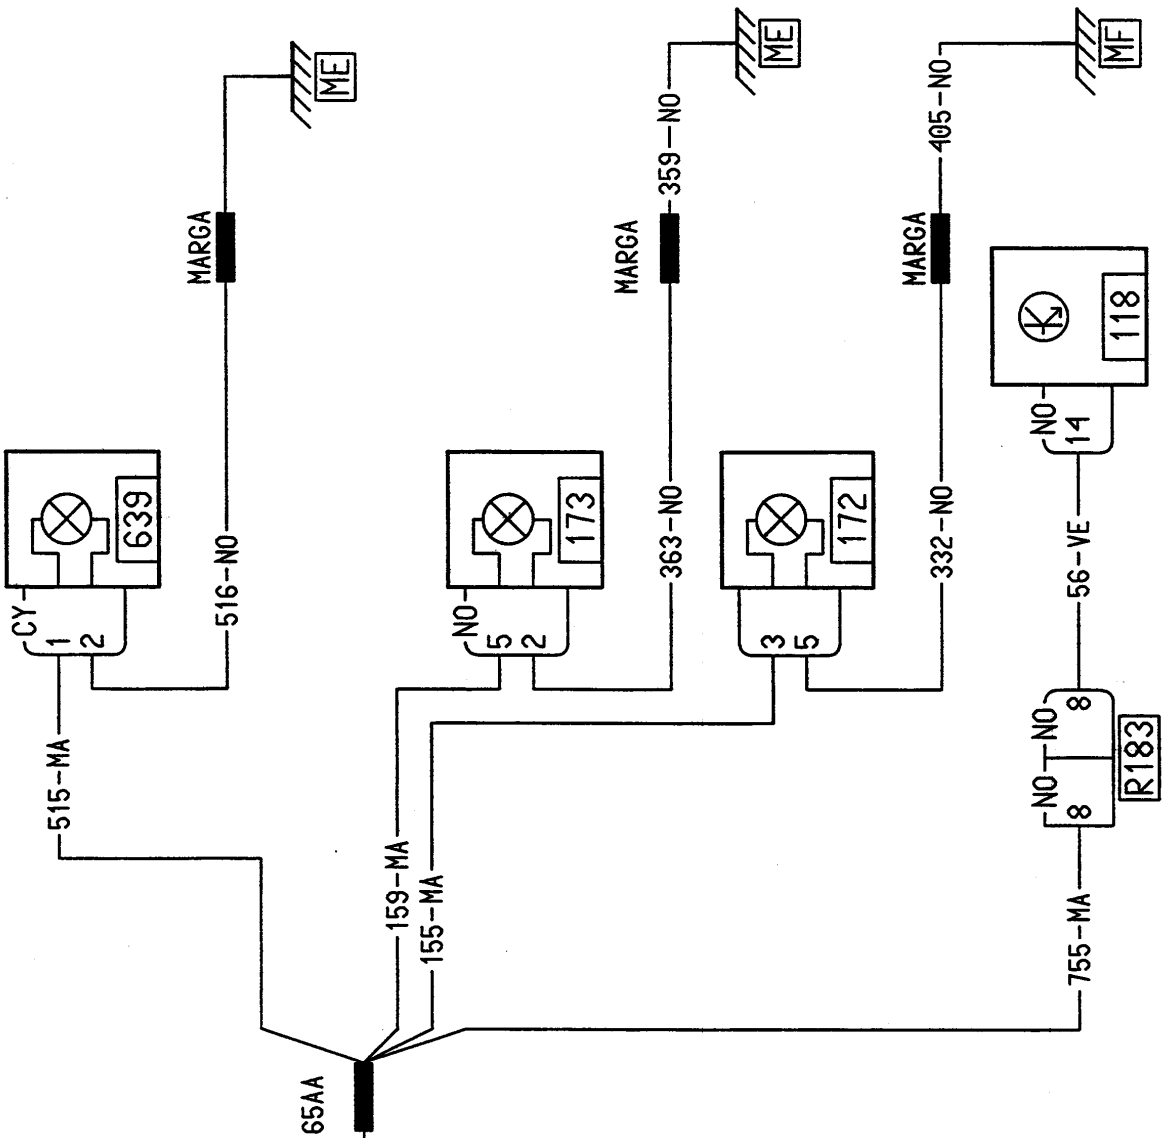 ME
MARGA
639
CY
1
2
516-NO
515-MA
ME
359-NO
MARGA
173
NO
5
2
363-NO
159-MA
MF
405-NO
MARGA
172
3
5
332-NO
155-MA
118
NO
14
56-VE
NO
NO
8
8
R183
755-MA
65AA